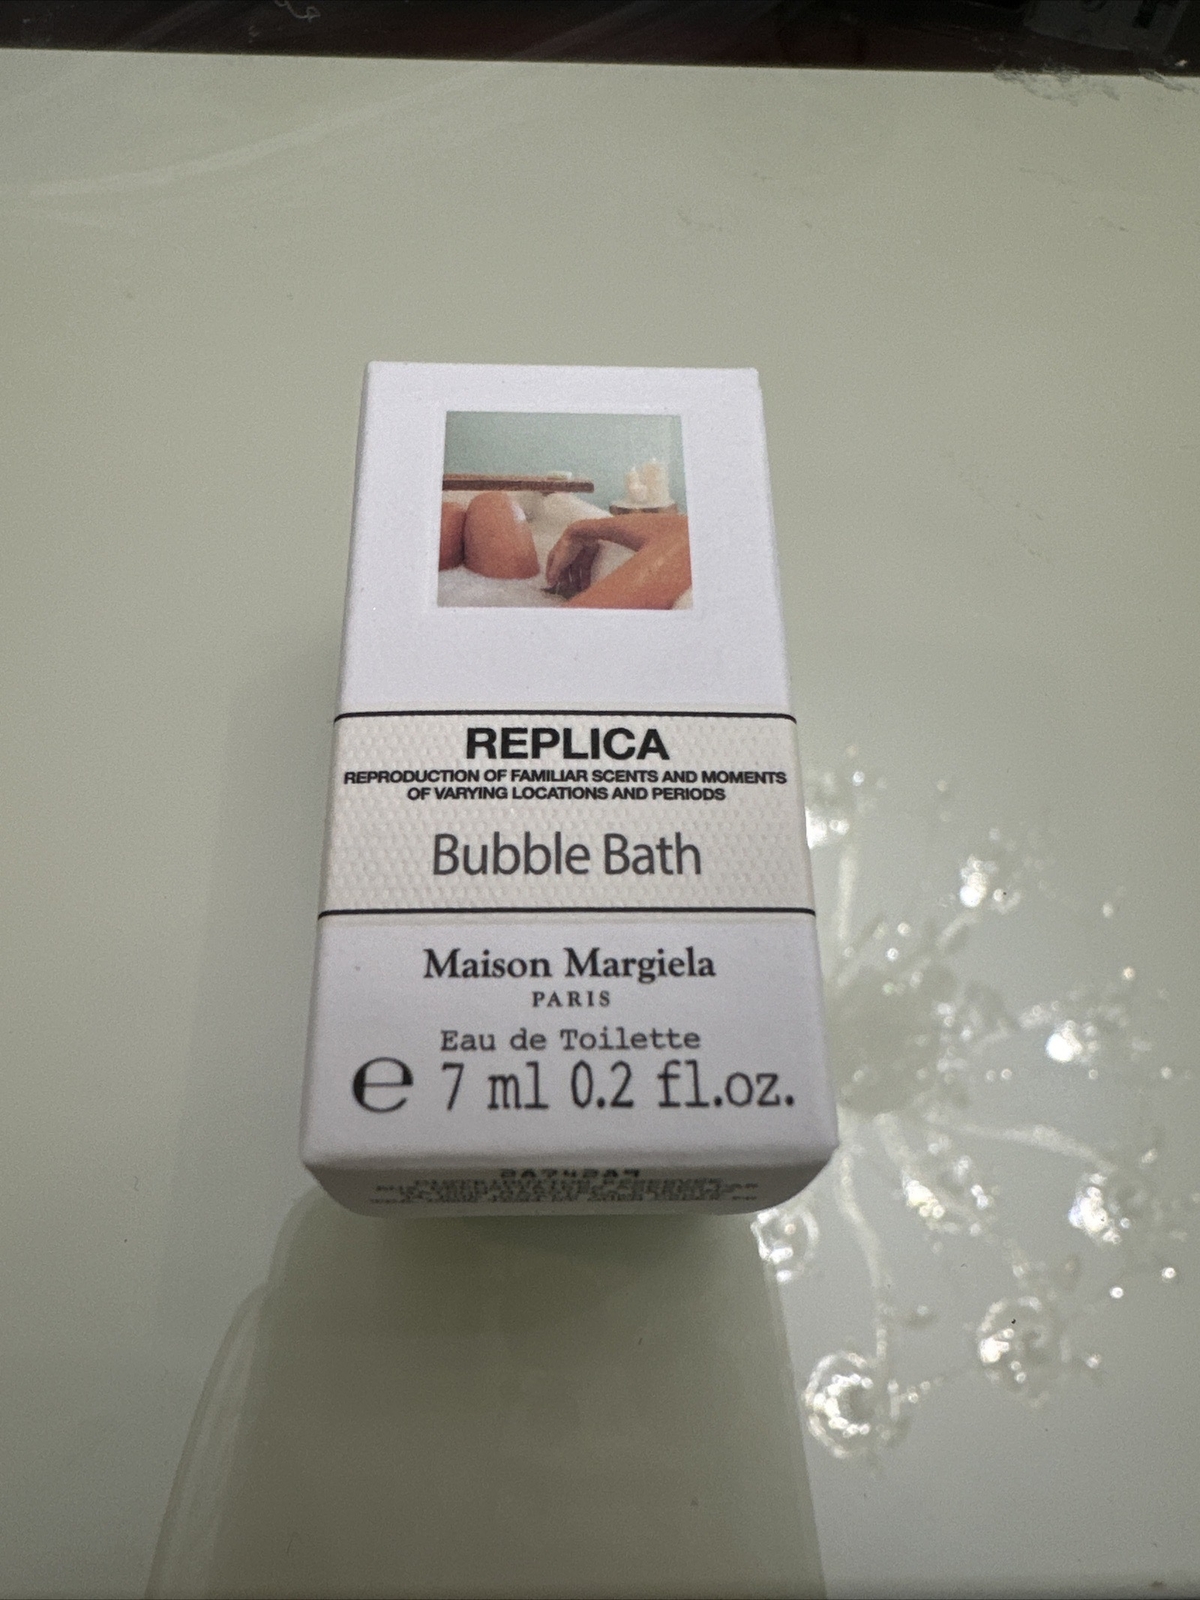 REPLICA
REPRODUCTION OF FAMILIAR SCENTS AND MOMENTS
OF VARYING LOCATIONS AND PERIODS
Bubble Bath
Maison Margiela
PARIS
Eau de Toilette
℮ 7 ml 0.2 fl.oz.